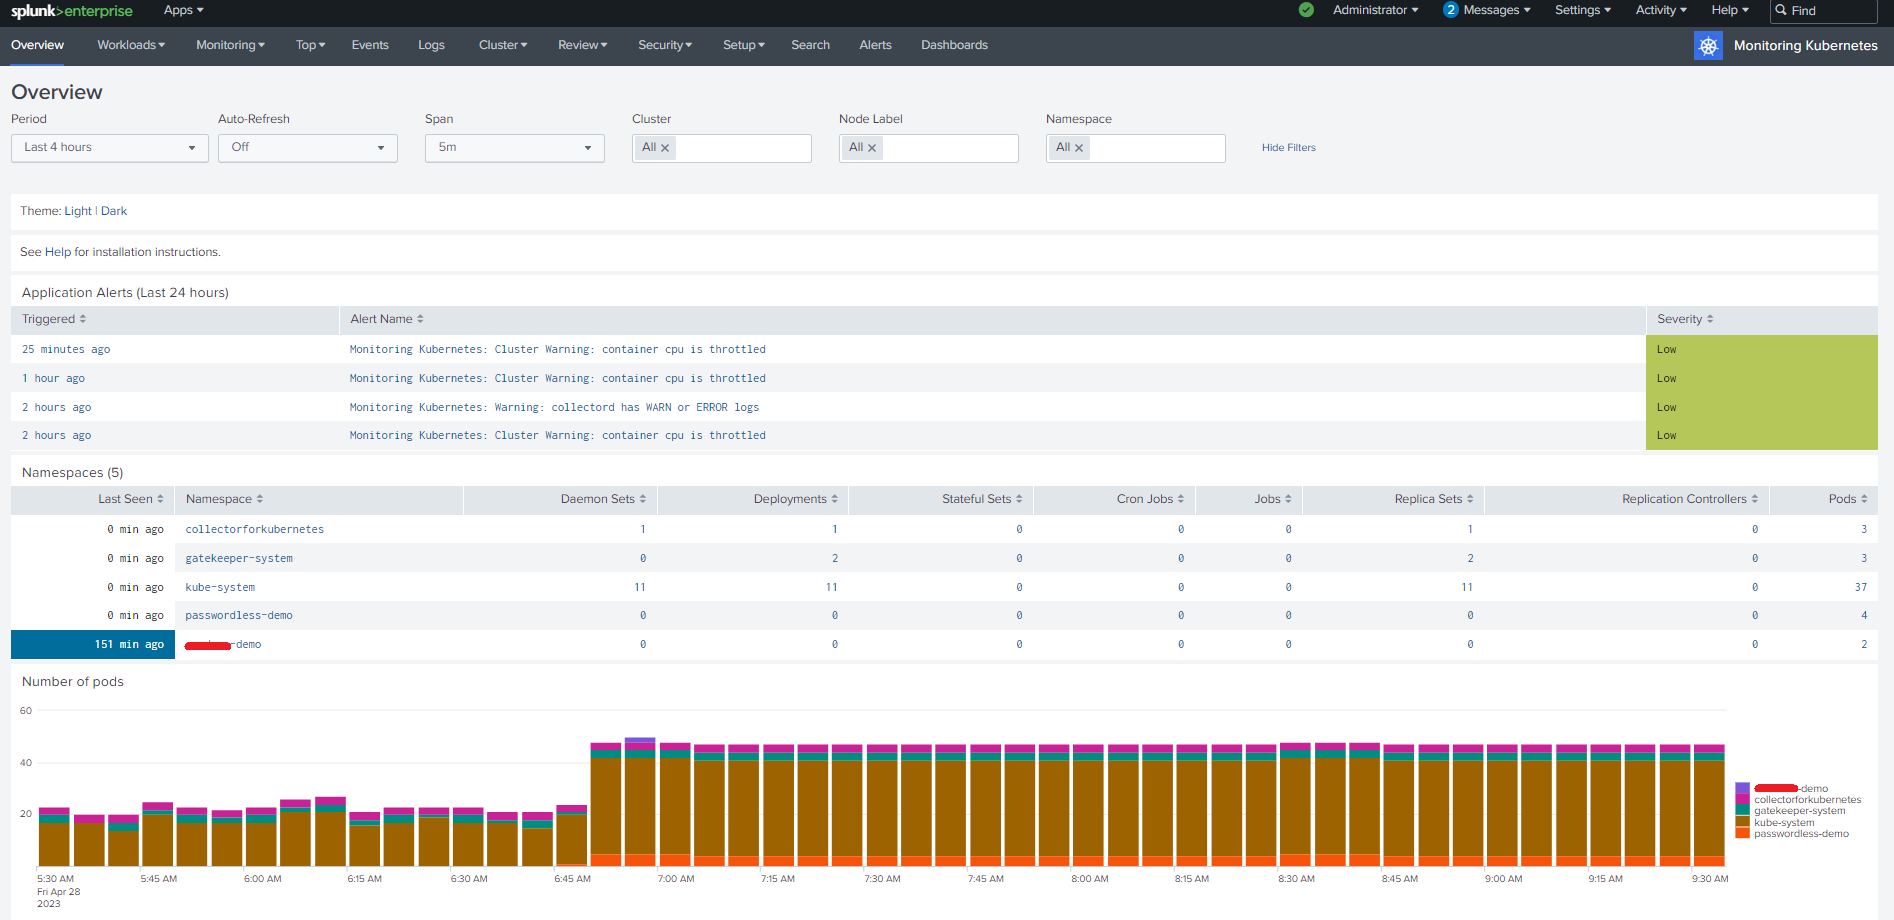 splunk>enterprise Apps Administrator 2 Messages Settings Activity Help Find
Overview Workloads Monitoring Top Events Logs Cluster Review Security Setup Search Alerts Dashboards Monitoring Kubernetes
Overview
Period Auto-Refresh Span Cluster Node Label Namespace
Last 4 hours Off 5m All All All Hide Filters
Theme: Light | Dark
See Help for installation instructions.
Application Alerts (Last 24 hours)
Triggered Alert Name Severity
25 minutes ago Monitoring Kubernetes: Cluster Warning: container cpu is throttled Low
1 hour ago Monitoring Kubernetes: Cluster Warning: container cpu is throttled Low
2 hours ago Monitoring Kubernetes: Warning: collectord has WARN or ERROR logs Low
2 hours ago Monitoring Kubernetes: Cluster Warning: container cpu is throttled Low
Namespaces (5)
Last Seen Namespace Daemon Sets Deployments Stateful Sets Cron Jobs Jobs Replica Sets Replication Controllers Pods
0 min ago collectorforkubernetes 1 1 0 0 0 1 0 3
0 min ago gatekeeper-system 0 2 0 0 0 2 0 3
0 min ago kube-system 11 11 0 0 0 11 0 37
0 min ago passwordless-demo 0 0 0 0 0 0 0 4
151 min ago -demo 0 0 0 0 0 0 0 2
Number of pods
60
40
20
-demo
collectorforkubernetes
gatekeeper-system
kube-system
passwordless-demo
5:30 AM 5:45 AM 6:00 AM 6:15 AM 6:30 AM 6:45 AM 7:00 AM 7:15 AM 7:30 AM 7:45 AM 8:00 AM 8:15 AM 8:30 AM 8:45 AM 9:00 AM 9:15 AM 9:30 AM
Fri Apr 28
2023